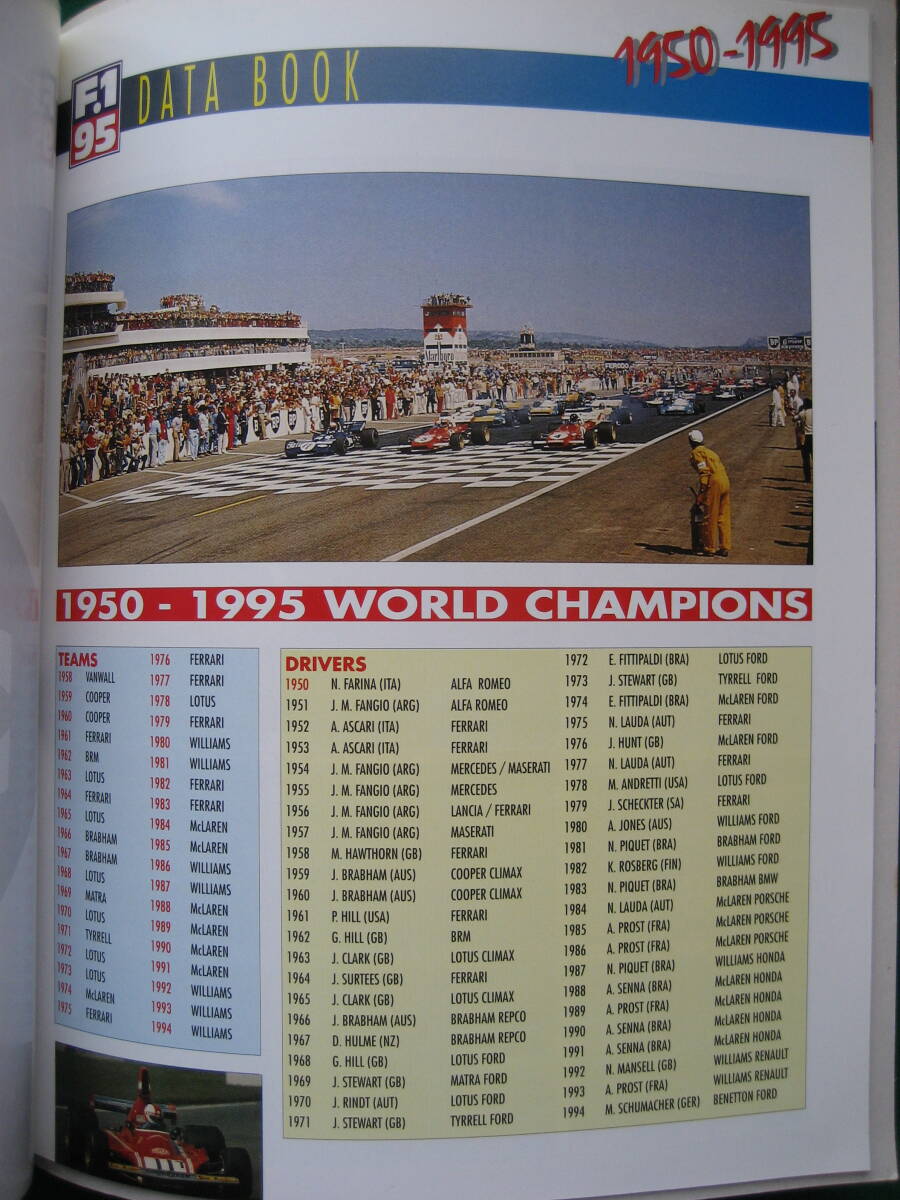 F.1
95
DATA BOOK
1950-1995
Marlboro
FERODO
BP
1950 - 1995 WORLD CHAMPIONS
TEAMS
1958 VANWALL
1959 COOPER
1960 COOPER
1961 FERRARI
1962 BRM
1963 LOTUS
1964 FERRARI
1965 LOTUS
1966 BRABHAM
1967 BRABHAM
1968 LOTUS
1969 MATRA
1970 LOTUS
1971 TYRRELL
1972 LOTUS
1973 LOTUS
1974 McLAREN
1975 FERRARI
1976 FERRARI
1977 FERRARI
1978 LOTUS
1979 FERRARI
1980 WILLIAMS
1981 WILLIAMS
1982 FERRARI
1983 FERRARI
1984 McLAREN
1985 McLAREN
1986 WILLIAMS
1987 WILLIAMS
1988 McLAREN
1989 McLAREN
1990 McLAREN
1991 McLAREN
1992 WILLIAMS
1993 WILLIAMS
1994 WILLIAMS
DRIVERS
1950 N. FARINA (ITA) ALFA ROMEO
1951 J. M. FANGIO (ARG) ALFA ROMEO
1952 A. ASCARI (ITA) FERRARI
1953 A. ASCARI (ITA) FERRARI
1954 J. M. FANGIO (ARG) MERCEDES / MASERATI
1955 J. M. FANGIO (ARG) MERCEDES
1956 J. M. FANGIO (ARG) LANCIA / FERRARI
1957 J. M. FANGIO (ARG) MASERATI
1958 M. HAWTHORN (GB) FERRARI
1959 J. BRABHAM (AUS) COOPER CLIMAX
1960 J. BRABHAM (AUS) COOPER CLIMAX
1961 P. HILL (USA) FERRARI
1962 G. HILL (GB) BRM
1963 J. CLARK (GB) LOTUS CLIMAX
1964 J. SURTEES (GB) FERRARI
1965 J. CLARK (GB) LOTUS CLIMAX
1966 J. BRABHAM (AUS) BRABHAM REPCO
1967 D. HULME (NZ) BRABHAM REPCO
1968 G. HILL (GB) LOTUS FORD
1969 J. STEWART (GB) MATRA FORD
1970 J. RINDT (AUT) LOTUS FORD
1971 J. STEWART (GB) TYRRELL FORD
1972 E. FITTIPALDI (BRA) LOTUS FORD
1973 J. STEWART (GB) TYRRELL FORD
1974 E. FITTIPALDI (BRA) McLAREN FORD
1975 N. LAUDA (AUT) FERRARI
1976 J. HUNT (GB) McLAREN FORD
1977 N. LAUDA (AUT) FERRARI
1978 M. ANDRETTI (USA) LOTUS FORD
1979 J. SCHECKTER (SA) FERRARI
1980 A. JONES (AUS) WILLIAMS FORD
1981 N. PIQUET (BRA) BRABHAM FORD
1982 K. ROSBERG (FIN) WILLIAMS FORD
1983 N. PIQUET (BRA) BRABHAM BMW
1984 N. LAUDA (AUT) McLAREN PORSCHE
1985 A. PROST (FRA) McLAREN PORSCHE
1986 A. PROST (FRA) McLAREN PORSCHE
1987 N. PIQUET (BRA) WILLIAMS HONDA
1988 A. SENNA (BRA) McLAREN HONDA
1989 A. PROST (FRA) McLAREN HONDA
1990 A. SENNA (BRA) McLAREN HONDA
1991 A. SENNA (BRA) McLAREN HONDA
1992 N. MANSELL (GB) WILLIAMS RENAULT
1993 A. PROST (FRA) WILLIAMS RENAULT
1994 M. SCHUMACHER (GER) BENETTON FORD